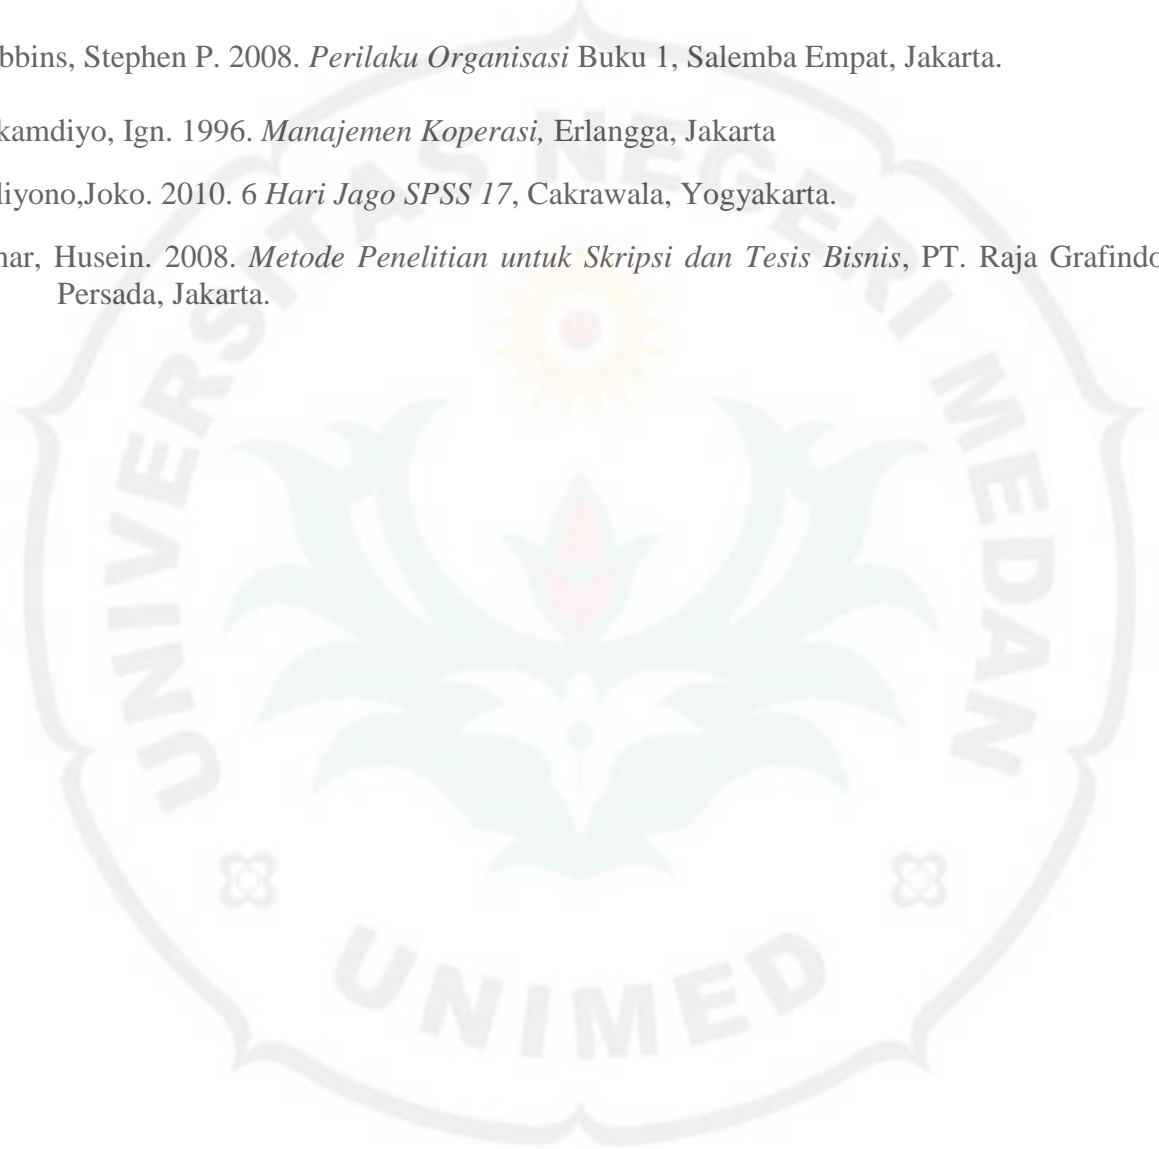 bbins, Stephen P. 2008. Perilaku Organisasi Buku 1, Salemba Empat, Jakarta.
kamdiyo, Ign. 1996. Manajemen Koperasi, Erlangga, Jakarta
liyono,Joko. 2010. 6 Hari Jago SPSS 17, Cakrawala, Yogyakarta.
nar, Husein. 2008. Metode Penelitian untuk Skripsi dan Tesis Bisnis, PT. Raja Grafindo
Persada, Jakarta.
UNIVERSITAS NEGERI MEDAN
UNIMED